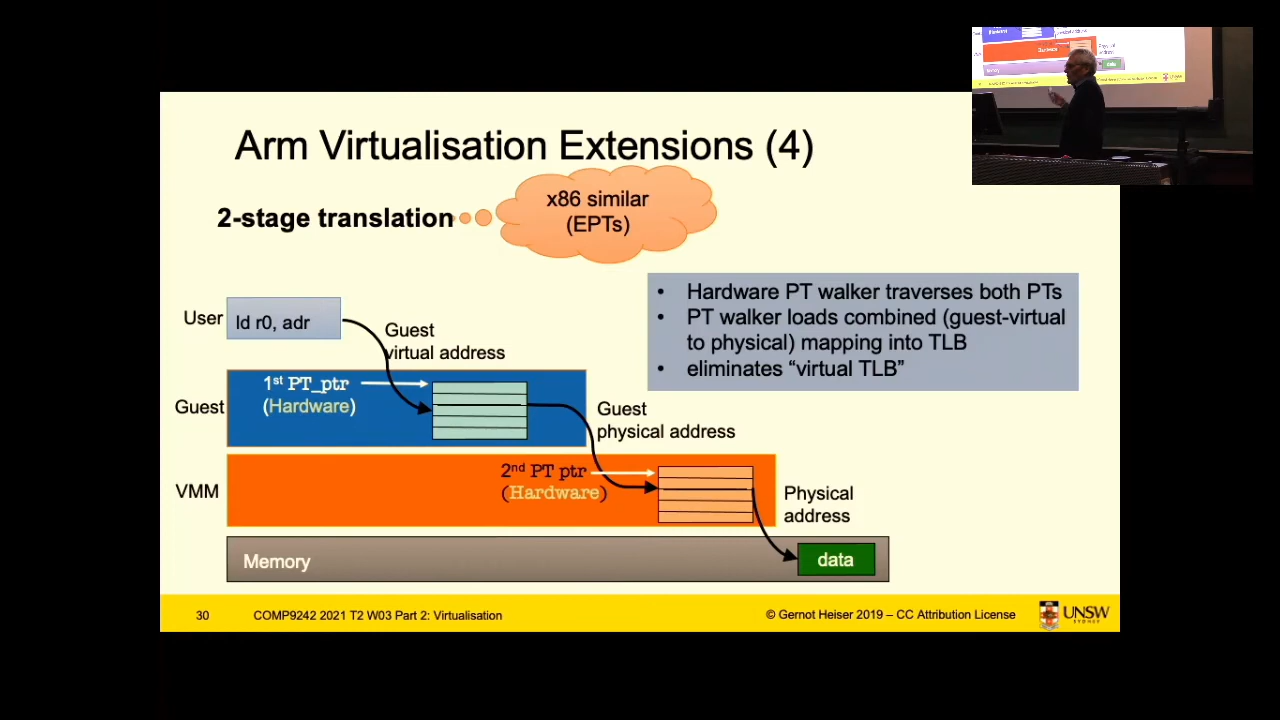 Arm Virtualisation Extensions (4)
2-stage translation
x86 similar
(EPTs)
• Hardware PT walker traverses both PTs
• PT walker loads combined (guest-virtual
to physical) mapping into TLB
• eliminates “virtual TLB”
User
ld r0, adr
Guest
virtual address
Guest
1st PT_ptr
(Hardware)
Guest
physical address
VMM
2nd PT ptr
(Hardware)
Physical
address
Memory
data
30
COMP9242 2021 T2 W03 Part 2: Virtualisation
© Gernot Heiser 2019 – CC Attribution License
UNSW
SYDNEY